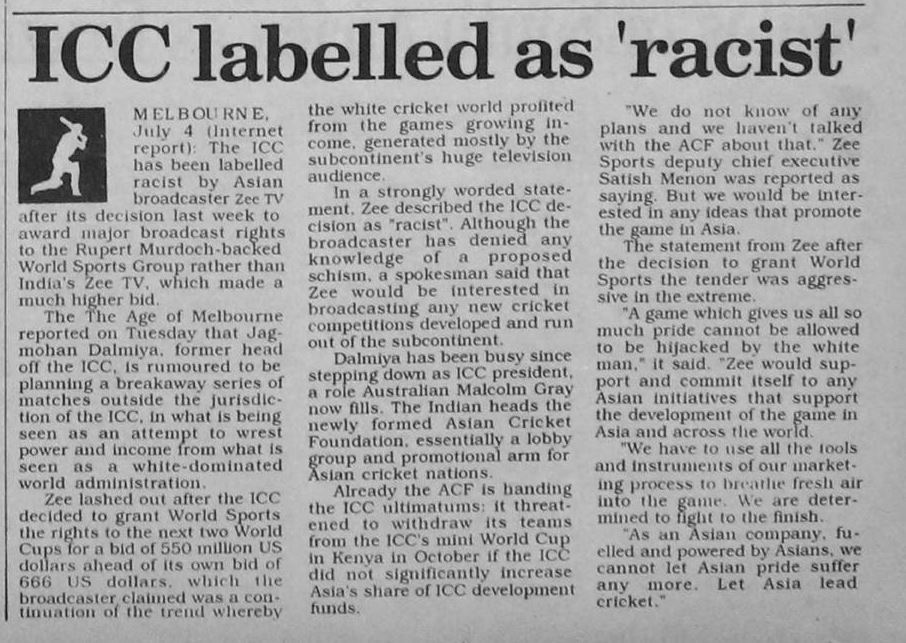 ICC labelled as 'racist'
MELBOURNE,
July 4 (Internet
report): The ICC
has been labelled
racist by Asian
broadcaster Zee TV
after its decision last week to
award major broadcast rights
to the Rupert Murdoch-backed
World Sports Group rather than
India's Zee TV, which made a
much higher bid.
The The Age of Melbourne
reported on Tuesday that Jag-
mohan Dalmiya, former head
off the ICC, is rumoured to be
planning a breakaway series of
matches outside the jurisdic-
tion of the ICC, in what is being
seen as an attempt to wrest
power and income from what is
seen as a white-dominated
world administration.
Zee lashed out after the ICC
decided to grant World Sports
the rights to the next two World
Cups for a bid of 550 million US
dollars ahead of its own bid of
666 US dollars, which the
broadcaster claimed was a con-
tinuation of the trend whereby
the white cricket world profited
from the games growing in-
come, generated mostly by the
subcontinent's huge television
audience.
In a strongly worded state-
ment, Zee described the ICC de-
cision as "racist". Although the
broadcaster has denied any
knowledge of a proposed
schism, a spokesman said that
Zee would be interested in
broadcasting any new cricket
competitions developed and run
out of the subcontinent.
Dalmiya has been busy since
stepping down as ICC president,
a role Australian Malcolm Gray
now fills. The Indian heads the
newly formed Asian Cricket
Foundation, essentially a lobby
group and promotional arm for
Asian cricket nations.
Already the ACF is handing
the ICC ultimatums: it threat-
ened to withdraw its teams
from the ICC's mini World Cup
in Kenya in October if the ICC
did not significantly increase
Asia's share of ICC development
funds.
"We do not know of any
plans and we haven't talked
with the ACF about that." Zee
Sports deputy chief executive
Satish Menon was reported as
saying. But we would be inter-
ested in any ideas that promote
the game in Asia.
The statement from Zee after
the decision to grant World
Sports the tender was aggres-
sive in the extreme.
"A game which gives us all so
much pride cannot be allowed
to be hijacked by the white
man," it said. "Zee would sup-
port and commit itself to any
Asian initiatives that support
the development of the game in
Asia and across the world.
"We have to use all the tools
and instruments of our market-
ing process to breathe fresh air
into the game. We are deter-
mined to fight to the finish.
"As an Asian company, fu-
elled and powered by Asians, we
cannot let Asian pride suffer
any more. Let Asia lead
cricket."